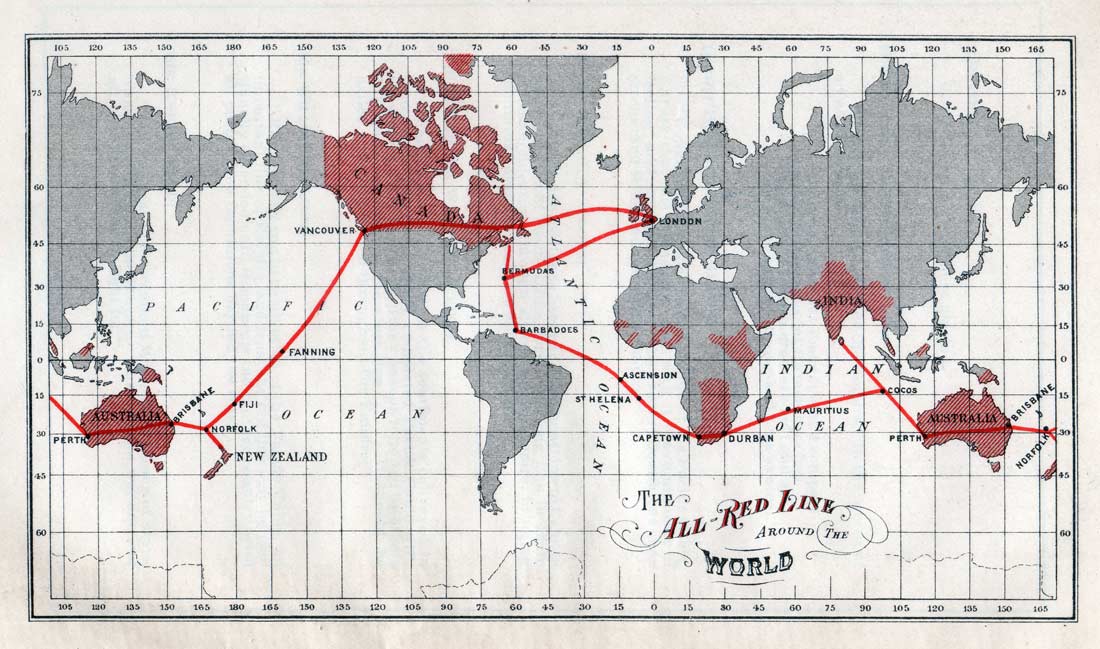 105 120 135 150 165 180 165 150 135 120 105 90 75 60 45 30 15 0 15 30 45 60 75 90 105 120 135 150 165
75 75
60 60
45 45
30 30
15 15
0 0
15 15
30 30
45 45
60 60
CANADA
VANCOUVER
LONDON
ATLANTIC
OCEAN
BERMUDAS
PACIFIC
OCEAN
INDIA
BARBADOES
FANNING
ASCENSION
ST HELENA
INDIAN
OCEAN
COCOS
FIJI
MAURITIUS
AUSTRALIA
BRISBANE
NORFOLK
PERTH
NEW ZEALAND
CAPETOWN
DURBAN
AUSTRALIA
BRISBANE
PERTH
NORFOLK
THE
ALL-RED LINE
AROUND THE
WORLD
105 120 135 150 165 180 165 150 135 120 105 90 75 60 45 30 15 0 15 30 45 60 75 90 105 120 135 150 165